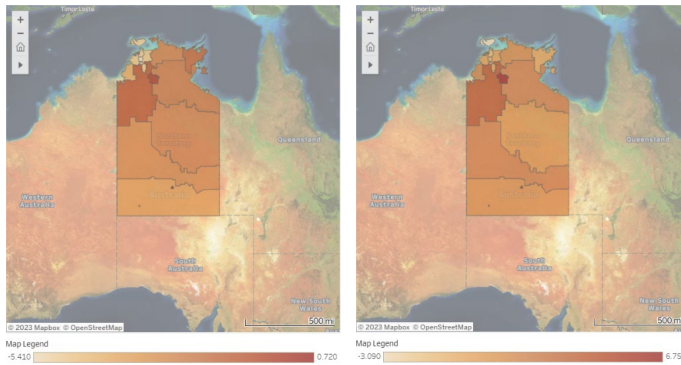 Timor-Leste
Queensland
Western
Australia
South
Australia
New South
Wales
500 m
© 2023 Mapbox © OpenStreetMap
Map Legend
-5.410 0.720
Timor-Leste
Queensland
Western
Australia
South
Australia
New South
Wales
500 m
© 2023 Mapbox © OpenStreetMap
Map Legend
-3.090 6.75